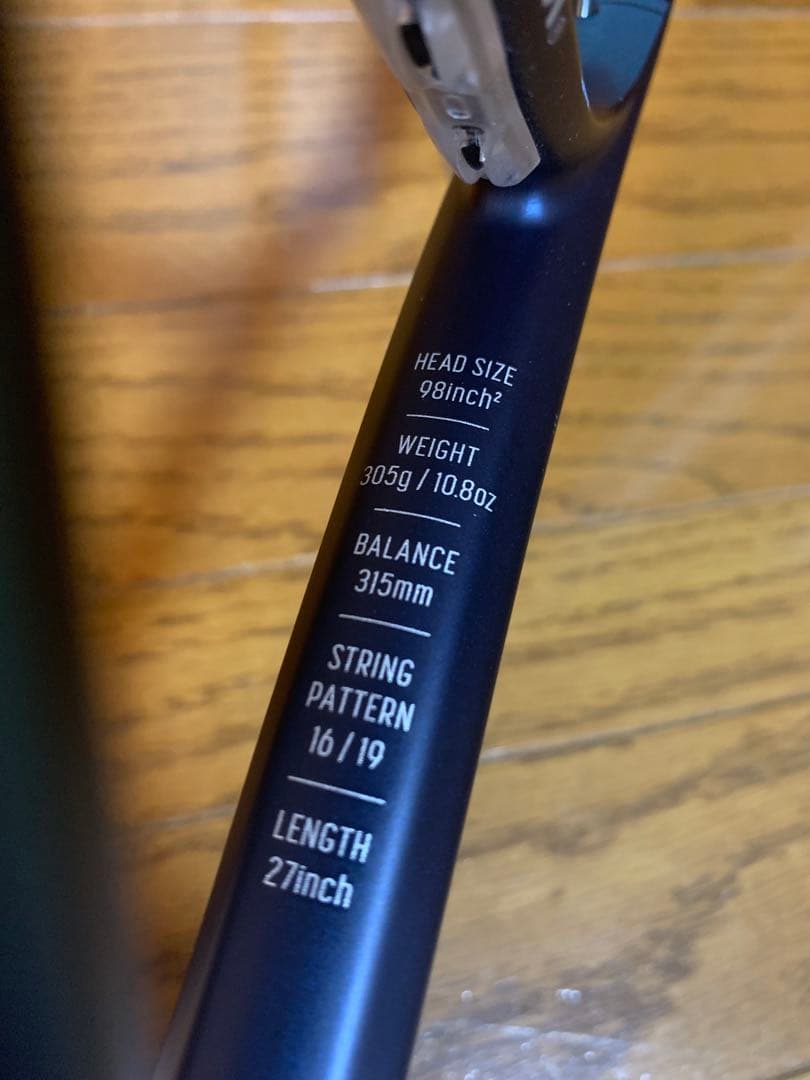 HEAD SIZE
98inch²
WEIGHT
305g / 10.8oz
BALANCE
315mm
STRING
PATTERN
16 / 19
LENGTH
27inch